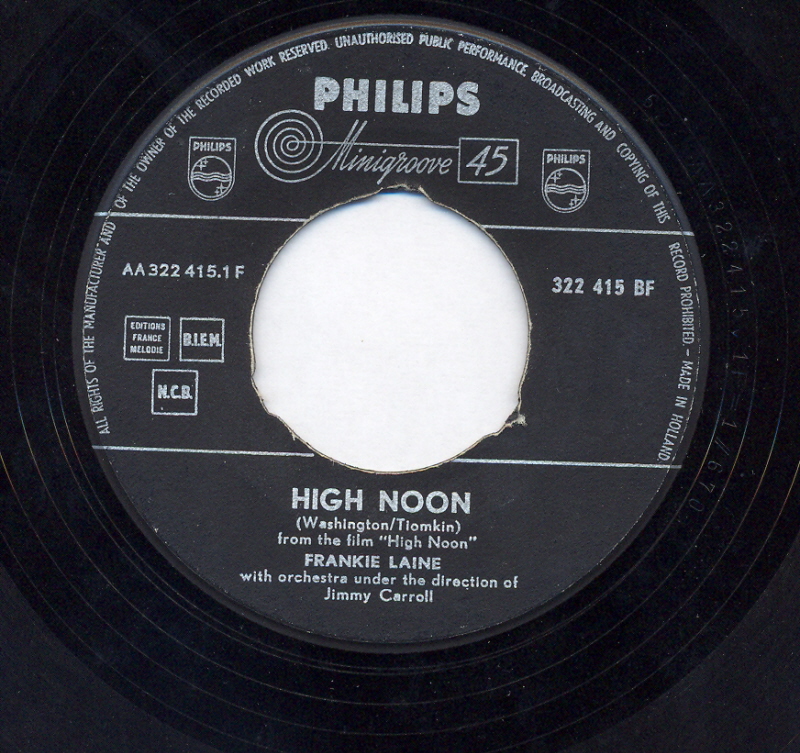 ALL RIGHTS OF THE MANUFACTURER AND OF THE OWNER OF THE RECORDED WORK RESERVED. UNAUTHORISED PUBLIC PERFORMANCE, BROADCASTING AND COPYING OF THIS RECORD PROHIBITED. - MADE IN HOLLAND
PHILIPS
Minigroove 45
PHILIPS
PHILIPS
AA 322 415.1 F
322 415 BF
EDITIONS
FRANCE
MELODIE
B.I.E.M.
N.C.B.
HIGH NOON
(Washington/Tiomkin)
from the film "High Noon"
FRANKIE LAINE
with orchestra under the direction of
Jimmy Carroll